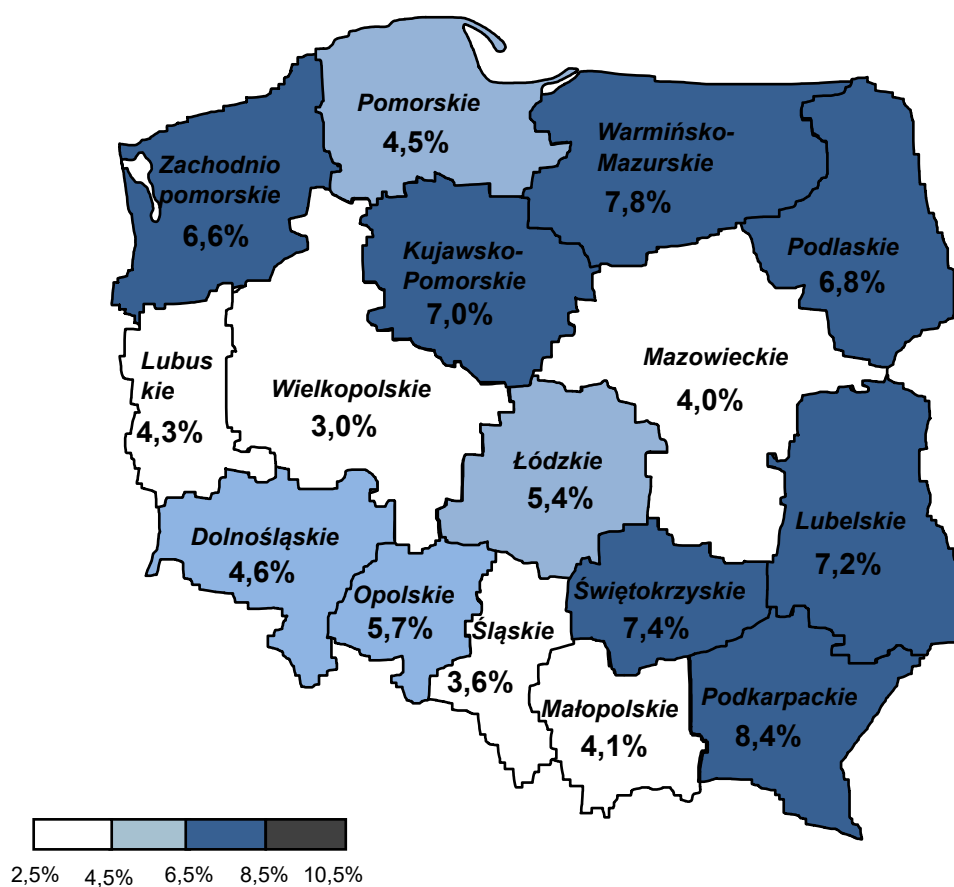 Pomorskie
4,5%
Warmińsko-
Mazurskie
7,8%
Zachodnio
pomorskie
6,6%
Kujawsko-
Pomorskie
7,0%
Podlaskie
6,8%
Lubus
kie
4,3%
Wielkopolskie
3,0%
Mazowieckie
4,0%
Łódzkie
5,4%
Lubelskie
7,2%
Dolnośląskie
4,6%
Opolskie
5,7%
Śląskie
3,6%
Świętokrzyskie
7,4%
Małopolskie
4,1%
Podkarpackie
8,4%
2,5% 4,5% 6,5% 8,5% 10,5%